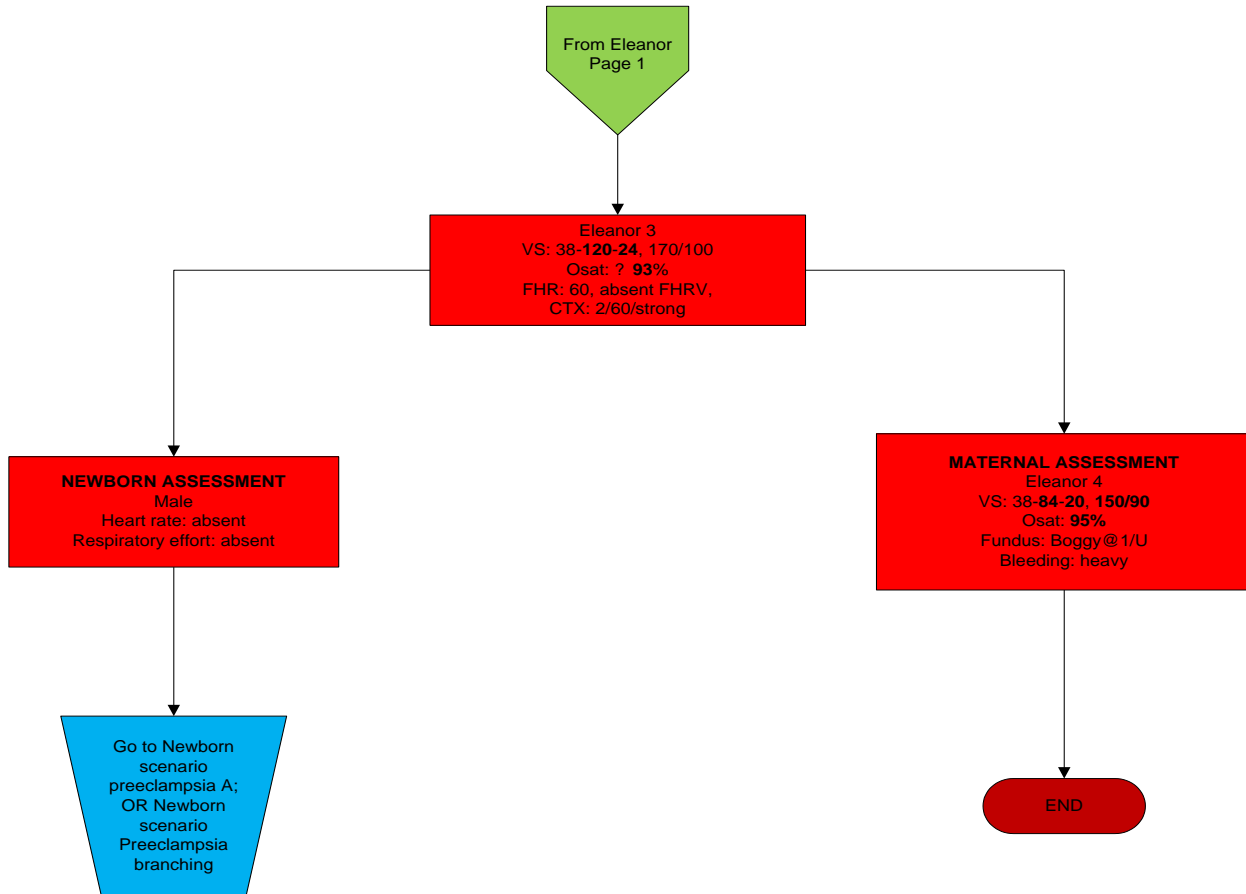 From Eleanor
Page 1
Eleanor 3
VS: 38-120-24, 170/100
Osat: ? 93%
FHR: 60, absent FHRV,
CTX: 2/60/strong
NEWBORN ASSESSMENT
Male
Heart rate: absent
Respiratory effort: absent
MATERNAL ASSESSMENT
Eleanor 4
VS: 38-84-20, 150/90
Osat: 95%
Fundus: Boggy@1/U
Bleeding: heavy
Go to Newborn
scenario
preeclampsia A;
OR Newborn
scenario
Preeclampsia
branching
END